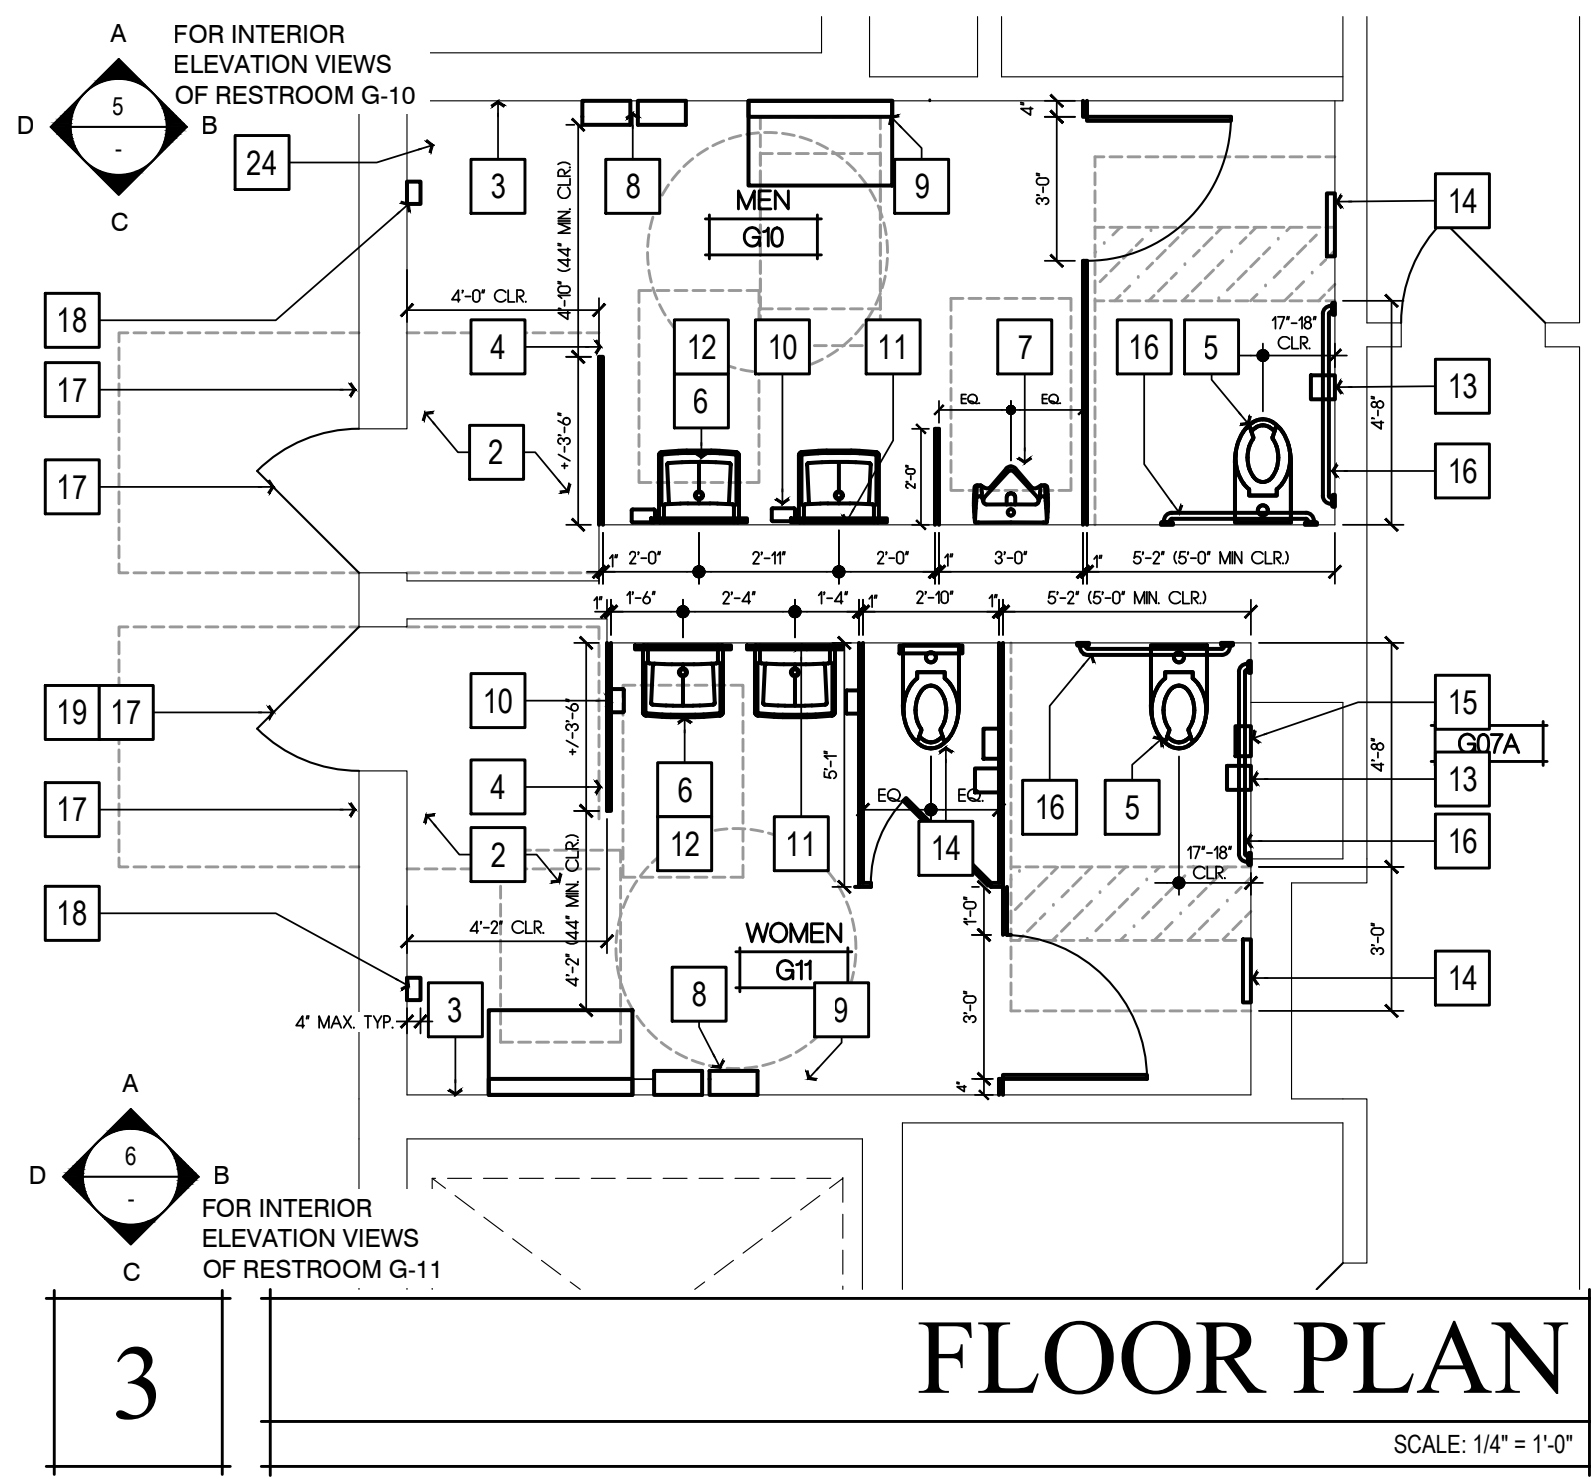 A
FOR INTERIOR
ELEVATION VIEWS
OF RESTROOM G-10
5
D
B
-
C
24
3
8
9
MEN
G10
4"
3'-0"
14
4'-10" (44" MIN. CLR.)
4'-0" CLR.
18
4
12
10
11
7
16
5
17"-18"
CLR.
17
6
EQ.
EQ.
13
4'-8"
2
+/-3'-6"
2'-0"
17
16
1"
2'-0"
2'-11"
2'-0"
1"
3'-0"
1"
5'-2" (5'-0" MIN CLR.)
1"
1'-6"
2'-4"
1'-4"
1"
2'-10"
1"
5'-2" (5'-0" MIN. CLR.)
19
17
10
+/-3'-6"
15
G07A
4'-8"
5'-1"
17
4
6
EQ.
EQ.
16
5
13
2
12
11
14
16
17"-18"
CLR.
18
4'-2" CLR.
4'-2" (44" MIN. CLR.)
1'-0"
WOMEN
G11
3'-0"
14
8
9
3'-0"
4" MAX. TYP.
3
4"
A
6
D
B
-
C
FOR INTERIOR
ELEVATION VIEWS
OF RESTROOM G-11
3
FLOOR PLAN
SCALE: 1/4" = 1'-0"